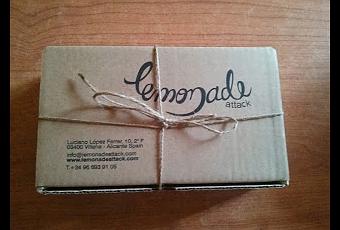 lemonade
attack
Luciano López Ferrer, 10, 2º F
03400 Villena - Alicante Spain
info@lemonadeattack.com
www.lemonadeattack.com
T. +34 96 693 91 05